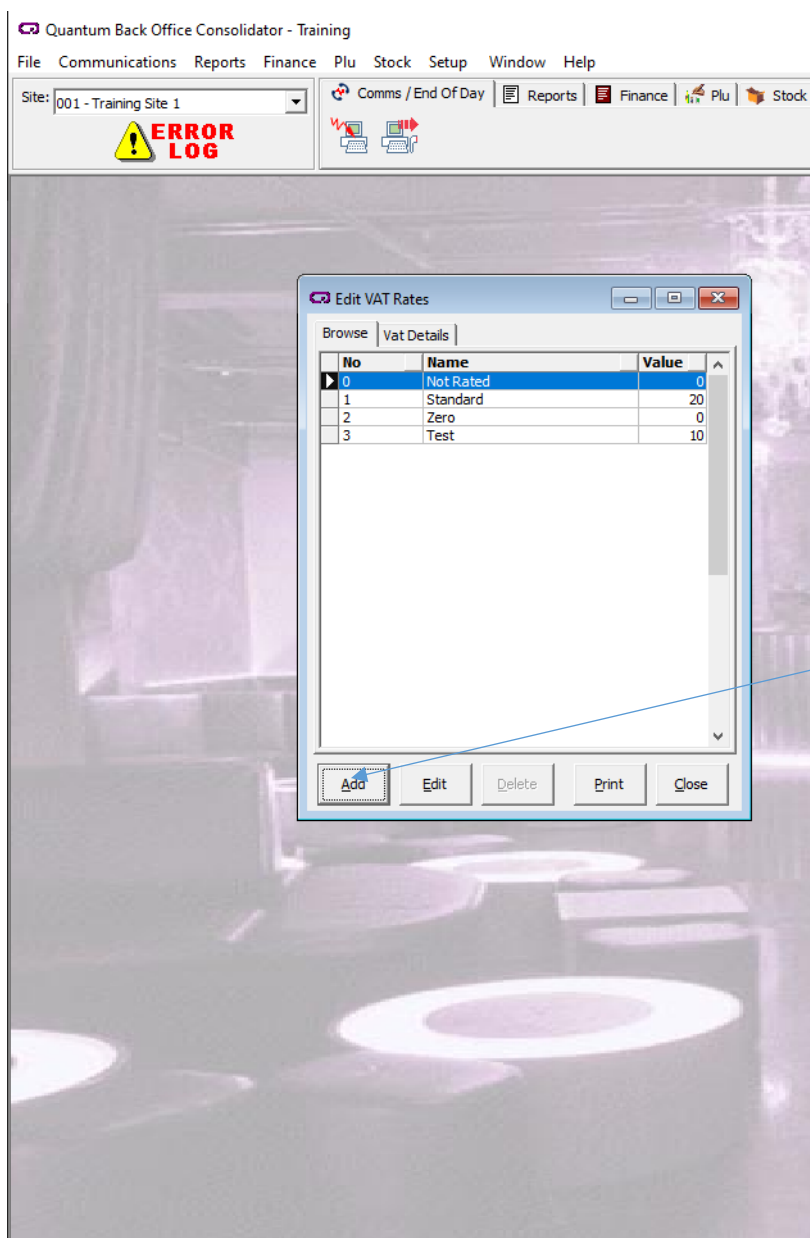 Quantum Back Office Consolidator - Training
File Communications Reports Finance Plu Stock Setup Window Help
Site: 001 - Training Site 1
ERROR
LOG
Comms / End Of Day Reports Finance Plu Stock
Edit VAT Rates
Browse Vat Details
No Name Value
0 Not Rated 0
1 Standard 20
2 Zero 0
3 Test 10
Add Edit Delete Print Close